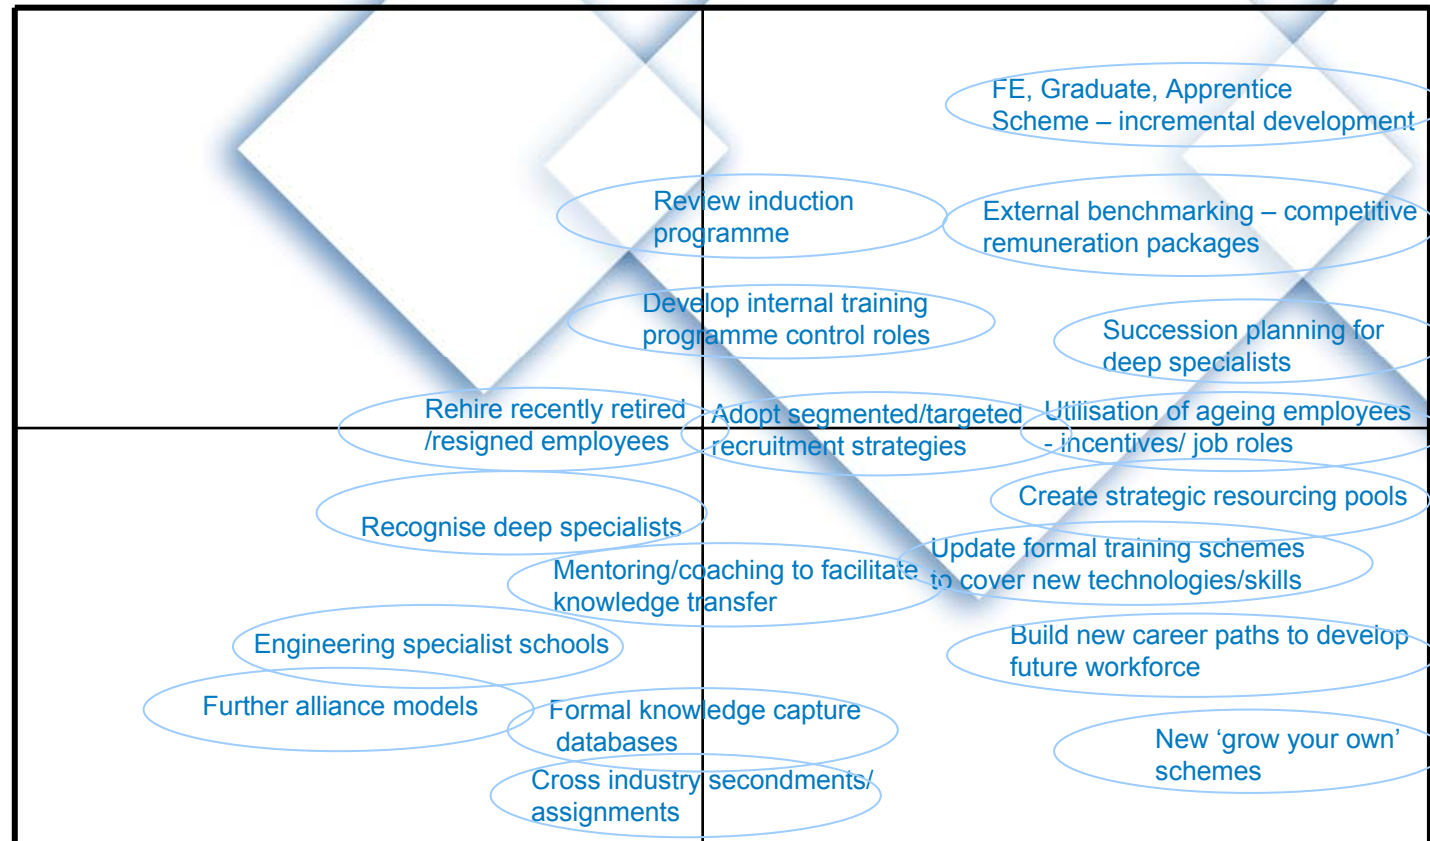 FE, Graduate, Apprentice
Scheme – incremental development
Review induction
programme
External benchmarking – competitive
remuneration packages
Develop internal training
programme control roles
Succession planning for
deep specialists
Rehire recently retired
/resigned employees
Adopt segmented/targeted
recruitment strategies
Utilisation of ageing employees
- incentives/ job roles
Create strategic resourcing pools
Recognise deep specialists
Update formal training schemes
to cover new technologies/skills
Mentoring/coaching to facilitate
knowledge transfer
Engineering specialist schools
Build new career paths to develop
future workforce
Further alliance models
Formal knowledge capture
databases
New ‘grow your own’
schemes
Cross industry secondments/
assignments